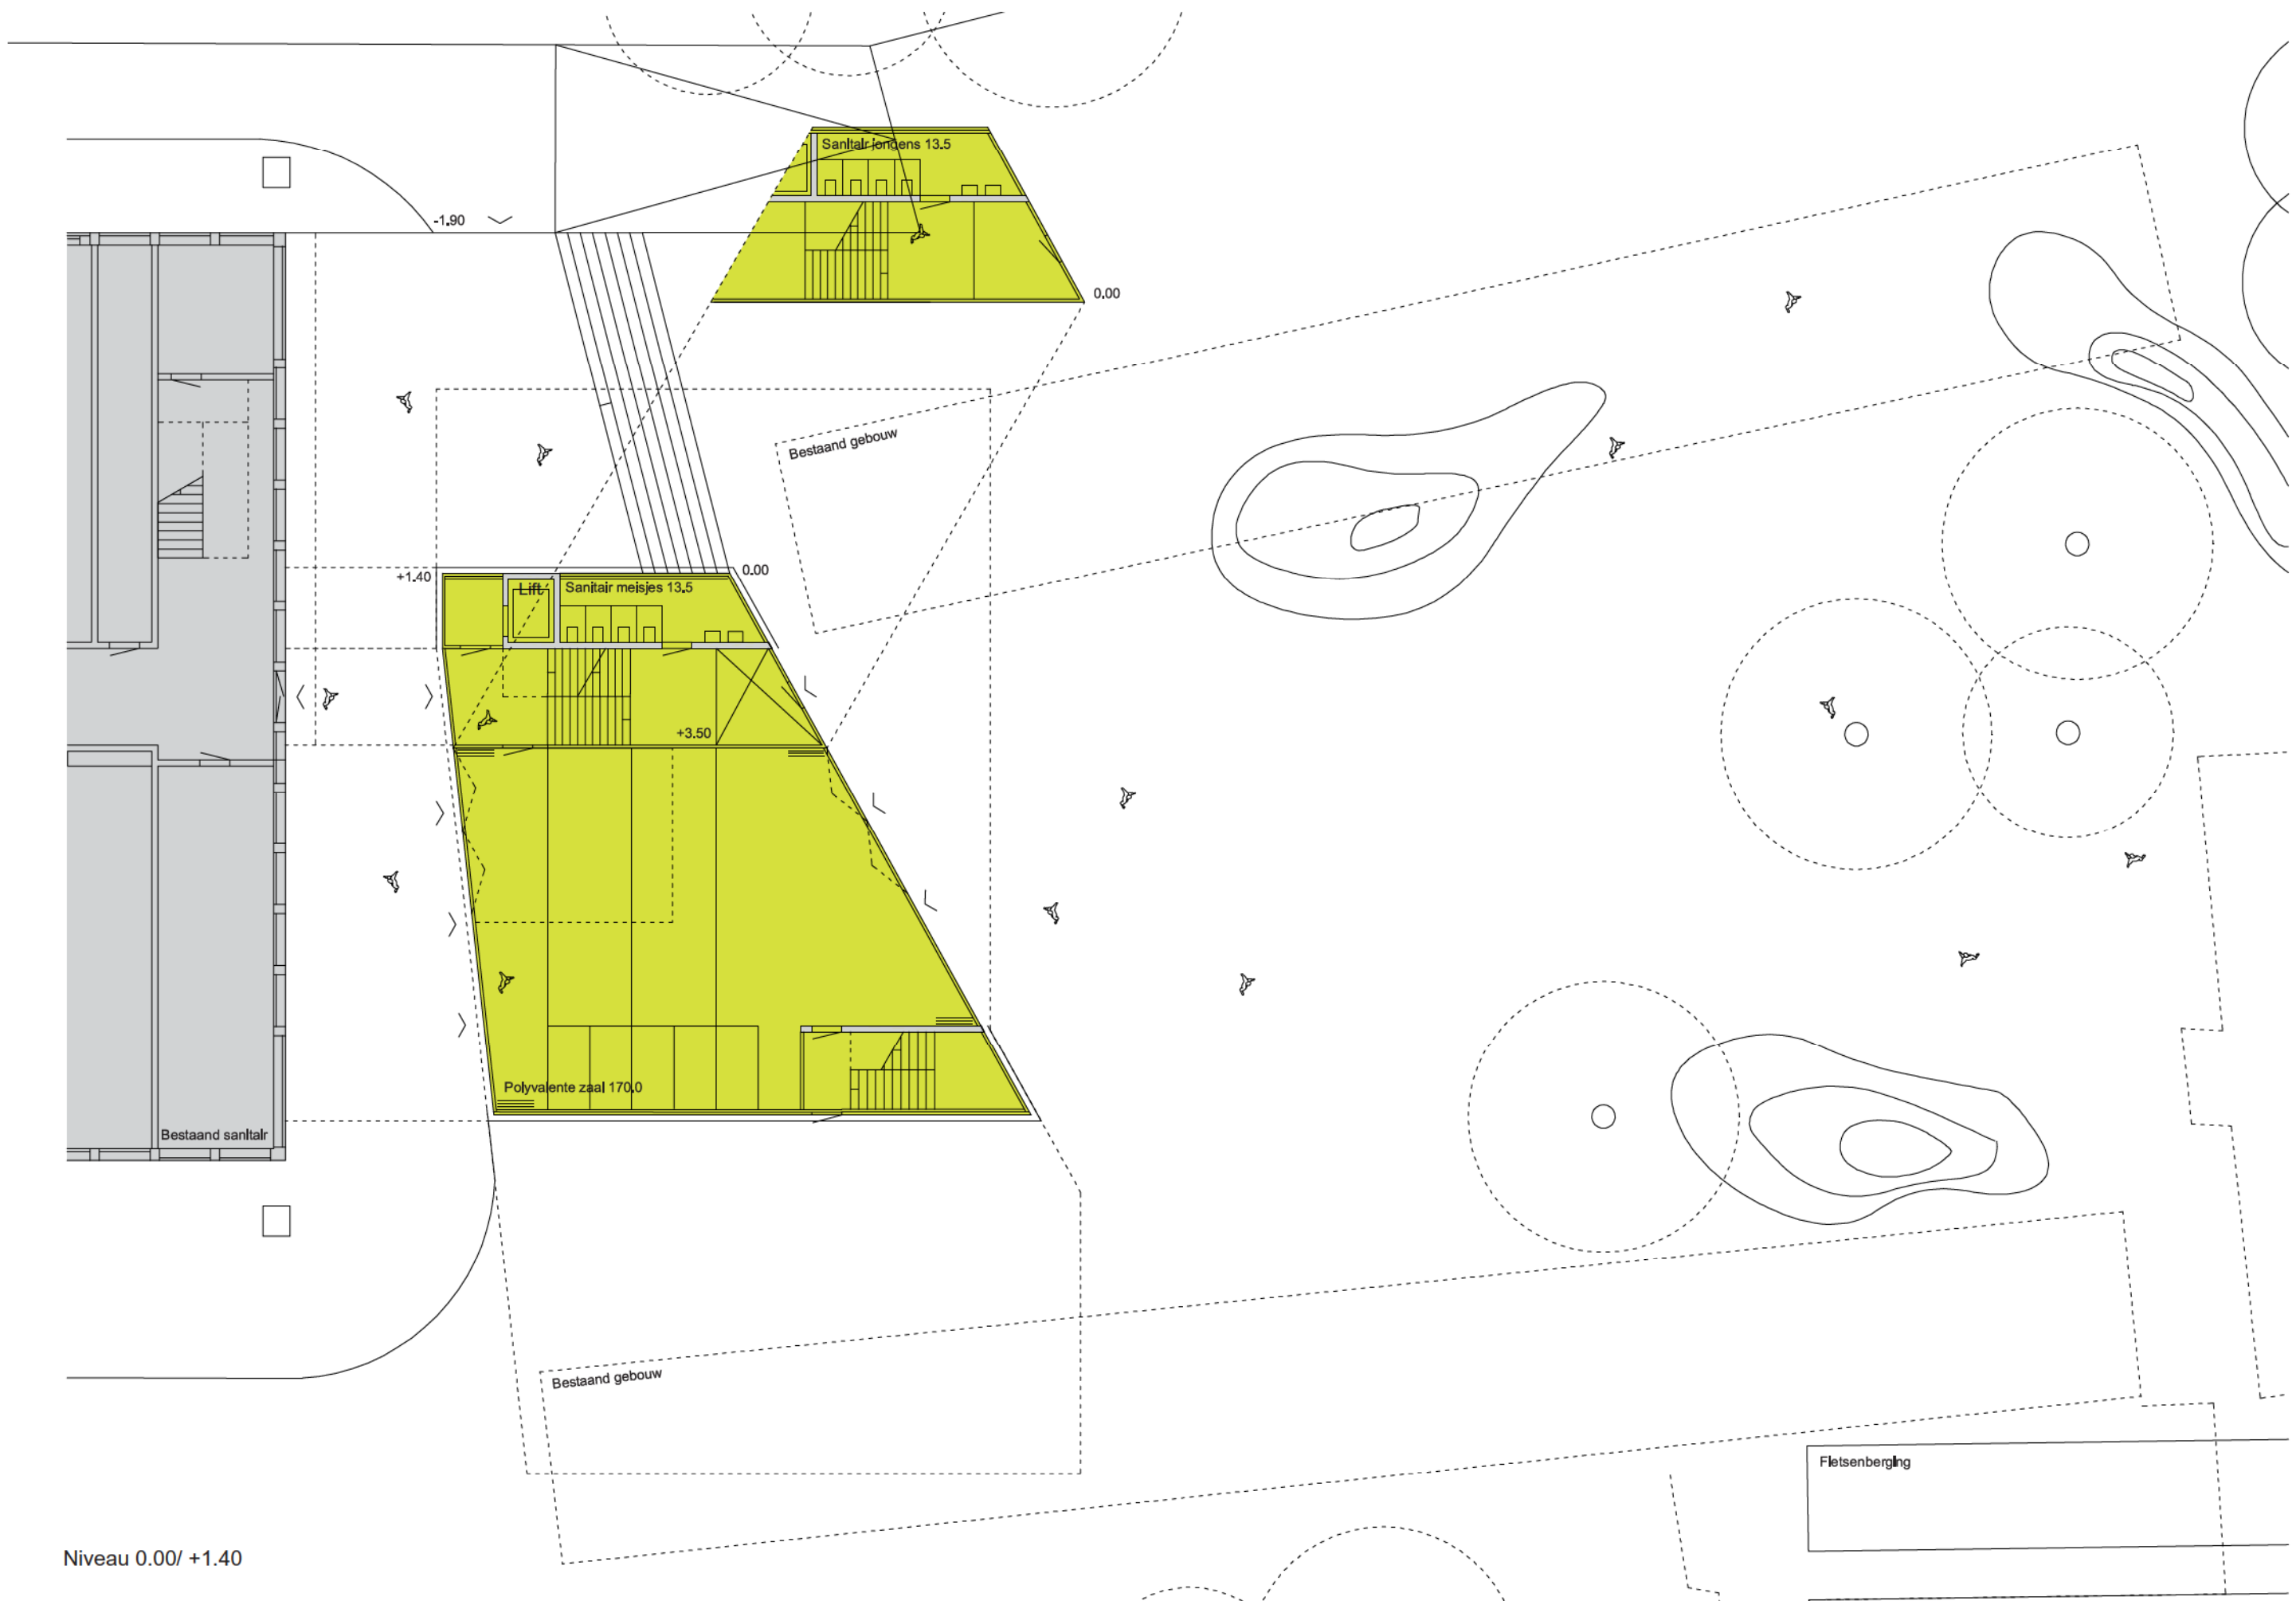 Sanitair jongens 13.5
-1.90
0.00
Bestaand gebouw
+1.40
Lift
Sanitair meisjes 13.5
0.00
+3.50
Polyvalente zaal 170.0
Bestaand sanitair
Bestaand gebouw
Fietsenberging
Niveau 0.00/ +1.40